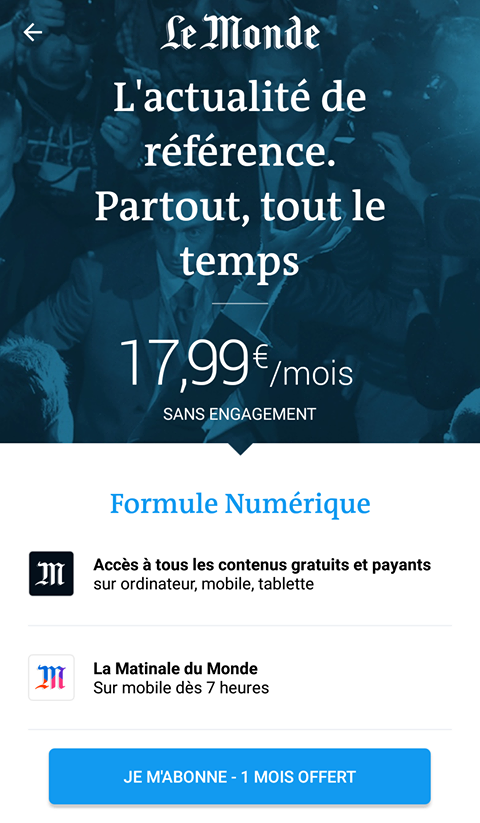 Le Monde
L'actualité de
référence.
Partout, tout le
temps
17,99€/mois
SANS ENGAGEMENT
Formule Numérique
M
Accès à tous les contenus gratuits et payants
sur ordinateur, mobile, tablette
M
La Matinale du Monde
Sur mobile dès 7 heures
JE M'ABONNE - 1 MOIS OFFERT